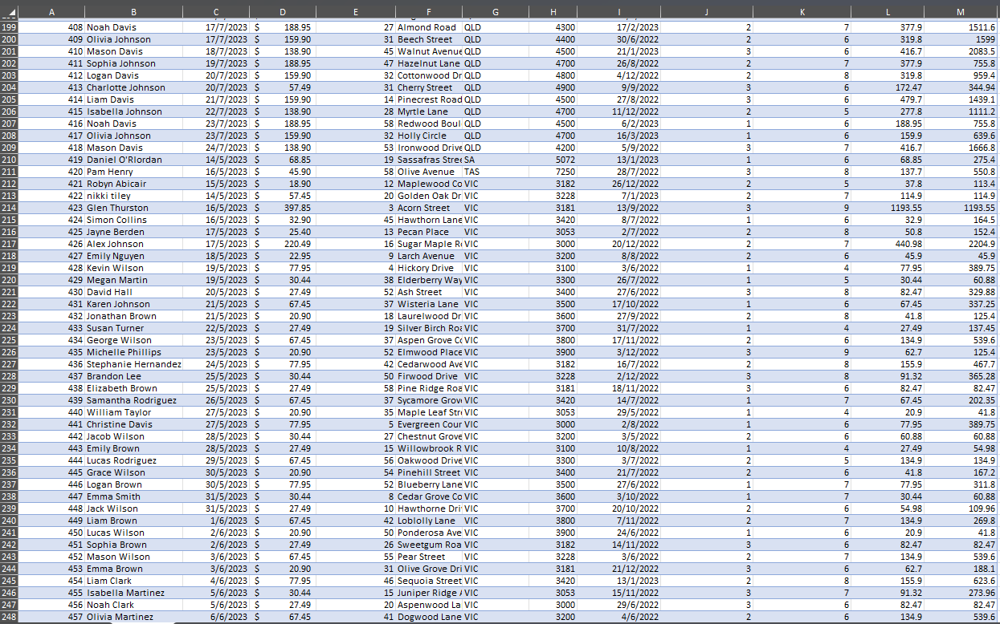 A B C D E F G H I J K L M
199 408 Noah Davis 17/7/2023 $ 188.95 27 Almond Road QLD 4300 17/2/2023 2 7 377.9 1511.6
200 409 Olivia Johnson 17/7/2023 $ 159.90 31 Beech Street QLD 4400 30/6/2022 2 6 319.8 1599
201 410 Mason Davis 18/7/2023 $ 138.90 45 Walnut Avenue QLD 4500 21/1/2023 3 6 416.7 2083.5
202 411 Sophia Johnson 19/7/2023 $ 188.95 47 Hazelnut Lane QLD 4700 26/8/2022 2 7 377.9 755.8
203 412 Logan Davis 20/7/2023 $ 159.90 32 Cottonwood Dr QLD 4800 4/12/2022 2 8 319.8 959.4
204 413 Charlotte Johnson 20/7/2023 $ 57.49 31 Cherry Street QLD 4900 9/9/2022 3 6 172.47 344.94
205 414 Liam Davis 21/7/2023 $ 159.90 14 Pinecrest Road QLD 4500 27/8/2022 3 6 479.7 1439.1
206 415 Isabella Johnson 22/7/2023 $ 138.90 28 Myrtle Lane QLD 4700 11/12/2022 2 5 277.8 1111.2
207 416 Noah Davis 23/7/2023 $ 188.95 58 Redwood Boul QLD 4500 6/2/2023 1 6 188.95 755.8
208 417 Olivia Johnson 23/7/2023 $ 159.90 32 Holly Circle QLD 4700 16/3/2023 1 6 159.9 639.6
209 418 Mason Davis 24/7/2023 $ 138.90 53 Ironwood Drive QLD 4200 5/9/2022 3 7 416.7 1666.8
210 419 Daniel O'RIordan 14/5/2023 $ 68.85 19 Sassafras Stree SA 5072 13/1/2023 1 6 68.85 275.4
211 420 Pam Henry 16/5/2023 $ 45.90 58 Olive Avenue TAS 7250 28/7/2022 3 8 137.7 550.8
212 421 Robyn Abicair 15/5/2023 $ 18.90 12 Maplewood Co VIC 3182 26/12/2022 2 5 37.8 113.4
213 422 nikki tiley 14/5/2023 $ 57.45 20 Golden Oak Dr VIC 3228 7/1/2023 2 7 114.9 114.9
214 423 Glen Thurston 16/5/2023 $ 397.85 3 Acorn Street VIC 3181 13/9/2022 3 9 1193.55 1193.55
215 424 Simon Collins 16/5/2023 $ 32.90 45 Hawthorn Lane VIC 3420 8/7/2022 1 6 32.9 164.5
216 425 Jayne Berden 17/5/2023 $ 25.40 13 Pecan Place VIC 3053 2/7/2022 2 8 50.8 152.4
217 426 Alex Johnson 17/5/2023 $ 220.49 16 Sugar Maple R VIC 3000 20/12/2022 2 7 440.98 2204.9
218 427 Emily Nguyen 18/5/2023 $ 22.95 9 Larch Avenue VIC 3200 8/8/2022 2 6 45.9 45.9
219 428 Kevin Wilson 19/5/2023 $ 77.95 4 Hickory Drive VIC 3100 3/6/2022 1 4 77.95 389.75
220 429 Megan Martin 19/5/2023 $ 30.44 38 Elderberry Way VIC 3300 26/7/2022 1 5 30.44 60.88
221 430 David Hall 20/5/2023 $ 27.49 52 Ash Street VIC 3400 27/6/2022 3 8 82.47 329.88
222 431 Karen Johnson 21/5/2023 $ 67.45 37 Wisteria Lane VIC 3500 17/10/2022 1 6 67.45 337.25
223 432 Jonathan Brown 21/5/2023 $ 20.90 18 Laurelwood Dr VIC 3600 27/9/2022 2 8 41.8 125.4
224 433 Susan Turner 22/5/2023 $ 27.49 19 Silver Birch Roa VIC 3700 31/7/2022 1 4 27.49 137.45
225 434 George Wilson 23/5/2023 $ 67.45 37 Aspen Grove Co VIC 3800 17/11/2022 2 6 134.9 539.6
226 435 Michelle Phillips 23/5/2023 $ 20.90 52 Elmwood Place VIC 3900 3/12/2022 3 9 62.7 125.4
227 436 Stephanie Hernandez 24/5/2023 $ 77.95 42 Cedarwood Ave VIC 3182 16/7/2022 2 8 155.9 467.7
228 437 Brandon Lee 25/5/2023 $ 30.44 50 Firwood Drive VIC 3228 2/12/2022 3 8 91.32 365.28
229 438 Elizabeth Brown 25/5/2023 $ 27.49 58 Pine Ridge Roa VIC 3181 18/11/2022 3 6 82.47 82.47
230 439 Samantha Rodriguez 26/5/2023 $ 67.45 37 Sycamore Grov VIC 3420 14/7/2022 1 7 67.45 202.35
231 440 William Taylor 27/5/2023 $ 20.90 35 Maple Leaf Str VIC 3053 29/5/2022 1 4 20.9 41.8
232 441 Christine Davis 27/5/2023 $ 77.95 5 Evergreen Cour VIC 3000 2/8/2022 1 6 77.95 389.75
233 442 Jacob Wilson 28/5/2023 $ 30.44 27 Chestnut Grove VIC 3200 3/5/2022 2 6 60.88 60.88
234 443 Emily Brown 28/5/2023 $ 27.49 15 Willowbrook R VIC 3100 10/8/2022 1 4 27.49 54.98
235 444 Lucas Rodriguez 29/5/2023 $ 67.45 56 Oakwood Drive VIC 3300 3/7/2022 2 5 134.9 134.9
236 445 Grace Wilson 30/5/2023 $ 20.90 54 Pinehill Street VIC 3400 21/7/2022 2 6 41.8 167.2
237 446 Logan Brown 30/5/2023 $ 77.95 52 Blueberry Lane VIC 3500 27/6/2022 1 7 77.95 311.8
238 447 Emma Smith 31/5/2023 $ 30.44 8 Cedar Grove Co VIC 3600 3/10/2022 1 7 30.44 60.88
239 448 Jack Wilson 31/5/2023 $ 27.49 10 Hawthorne Dri VIC 3700 20/10/2022 2 6 54.98 109.96
240 449 Liam Brown 1/6/2023 $ 67.45 42 Loblolly Lane VIC 3800 7/11/2022 2 7 134.9 269.8
241 450 Lucas Wilson 2/6/2023 $ 20.90 50 Ponderosa Ave VIC 3900 24/6/2022 1 6 20.9 41.8
242 451 Sophia Brown 2/6/2023 $ 27.49 26 Sweetgum Roa VIC 3182 14/11/2022 3 6 82.47 82.47
243 452 Mason Wilson 3/6/2023 $ 67.45 55 Pear Street VIC 3228 3/6/2022 2 7 134.9 539.6
244 453 Emma Brown 3/6/2023 $ 20.90 31 Olive Grove Dri VIC 3181 21/12/2022 3 6 62.7 188.1
245 454 Liam Clark 4/6/2023 $ 77.95 46 Sequoia Street VIC 3420 13/1/2023 2 8 155.9 623.6
246 455 Isabella Martinez 5/6/2023 $ 30.44 15 Juniper Ridge VIC 3053 15/11/2022 3 7 91.32 273.96
247 456 Noah Clark 5/6/2023 $ 27.49 20 Aspenwood La VIC 3000 29/6/2022 3 6 82.47 82.47
248 457 Olivia Martinez 6/6/2023 $ 67.45 41 Dogwood Lane VIC 3200 4/6/2022 2 6 134.9 539.6